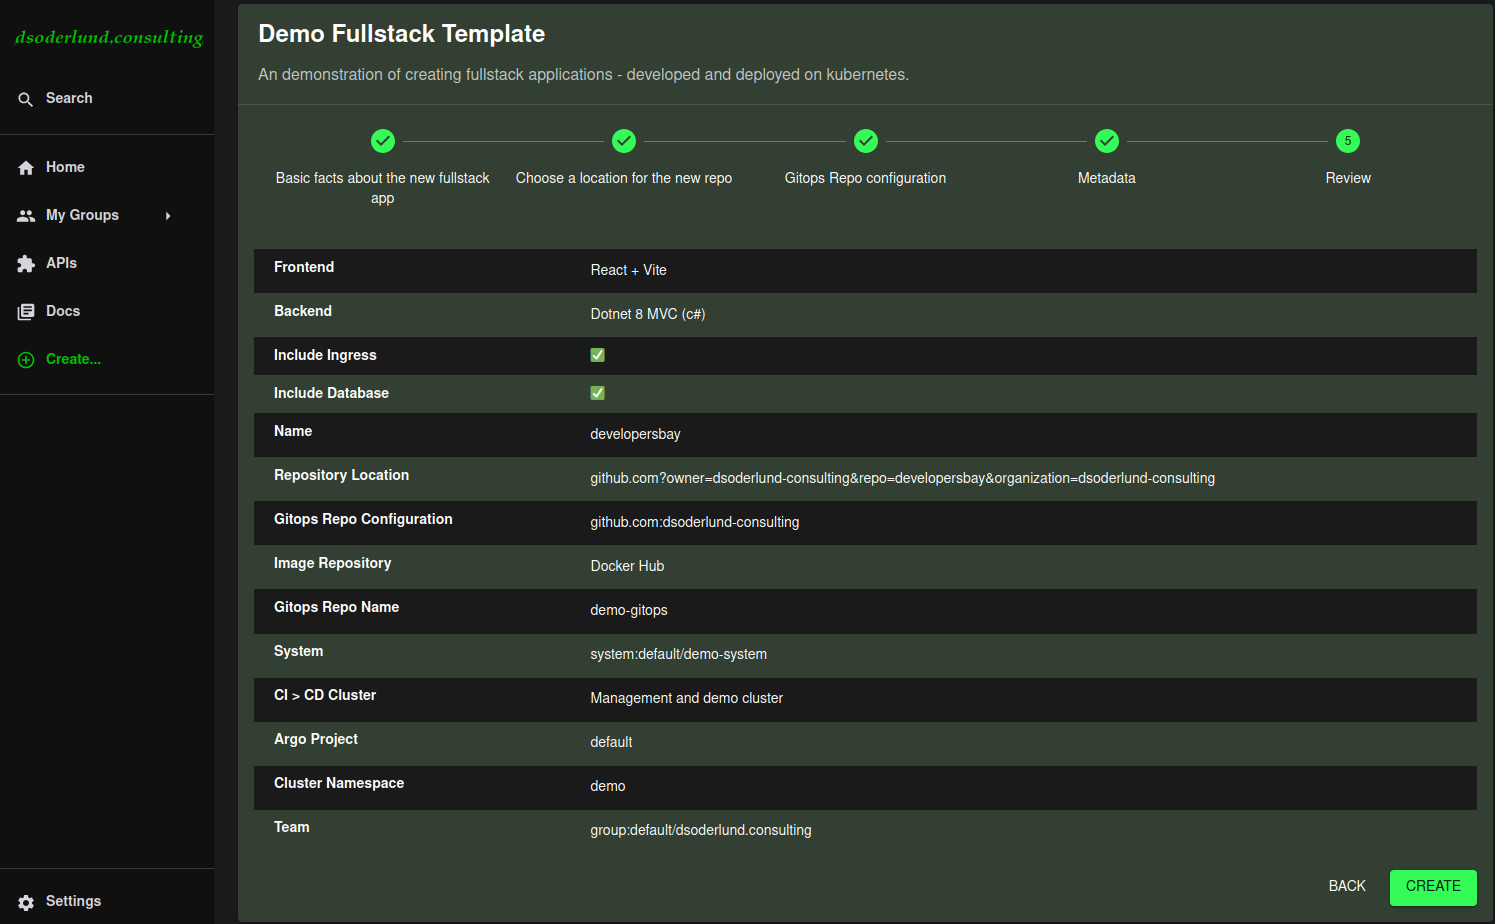 dsoderlund.consulting
Search
Home
My Groups
APIs
Docs
Create...
Settings
Demo Fullstack Template
An demonstration of creating fullstack applications - developed and deployed on kubernetes.
Basic facts about the new fullstack
app
Choose a location for the new repo
Gitops Repo configuration
Metadata
5
Review
Frontend React + Vite
Backend Dotnet 8 MVC (c#)
Include Ingress ✅
Include Database ✅
Name developersbay
Repository Location github.com?owner=dsoderlund-consulting&repo=developersbay&organization=dsoderlund-consulting
Gitops Repo Configuration github.com:dsoderlund-consulting
Image Repository Docker Hub
Gitops Repo Name demo-gitops
System system:default/demo-system
CI > CD Cluster Management and demo cluster
Argo Project default
Cluster Namespace demo
Team group:default/dsoderlund.consulting
BACK CREATE